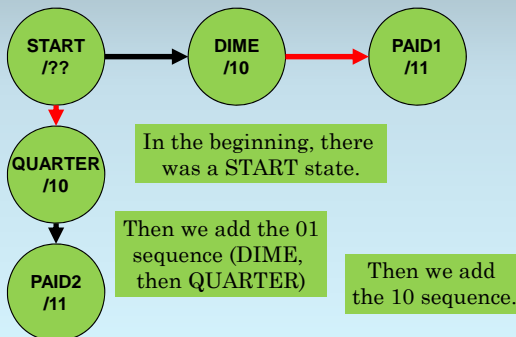 START
/??
DIME
/10
PAID1
/11
QUARTER
/10
PAID2
/11
In the beginning, there
was a START state.
Then we add the 01
sequence (DIME,
then QUARTER)
Then we add
the 10 sequence.